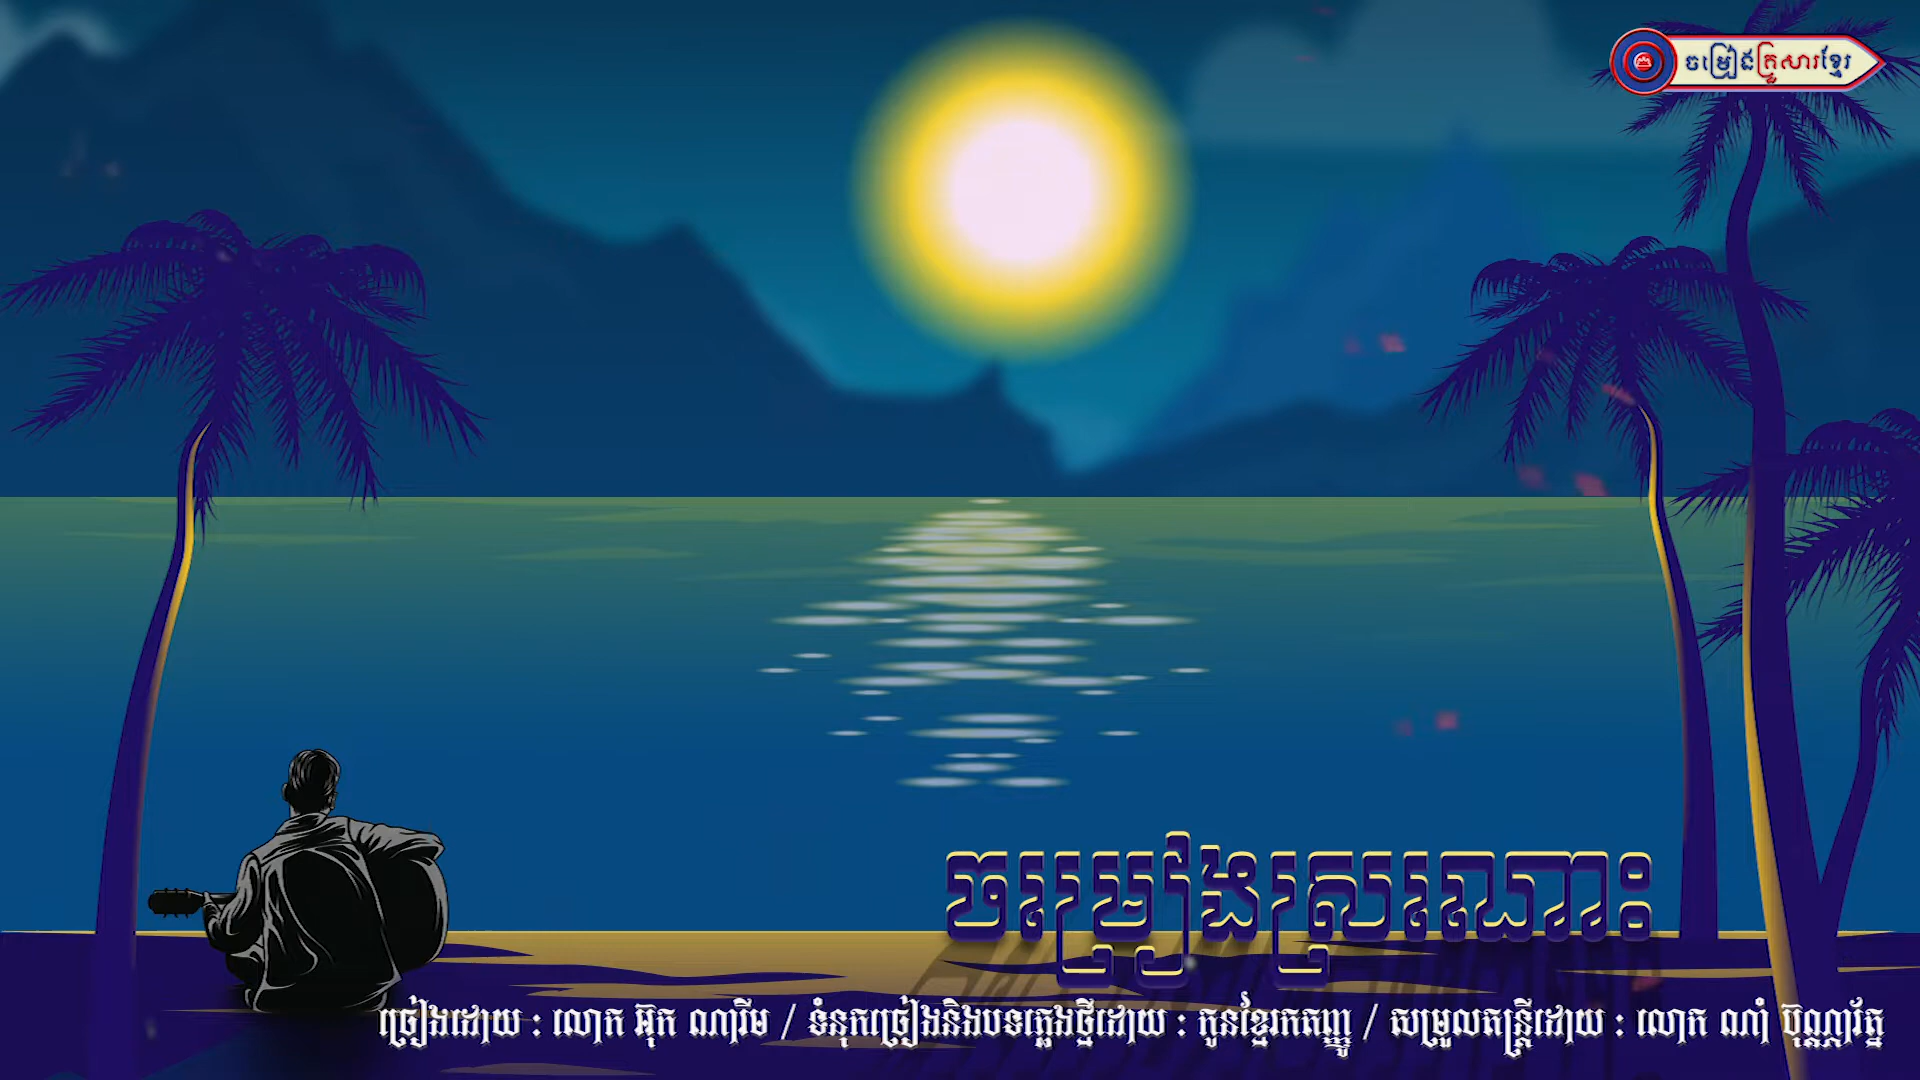 ចម្រៀងគ្រួសារខ្មែរ
ចម្រៀងស្រណោះ
ច្រៀងដោយ : លោក អ៊ុក ណារីម / ទំនុកច្រៀងនិងបទភ្លេងថ្មីដោយ : កូនខ្មែរកតញ្ញូ / សម្រួលតន្ត្រីដោយ : លោក ណាំ ប៊ុណ្ណារ័ត្ន